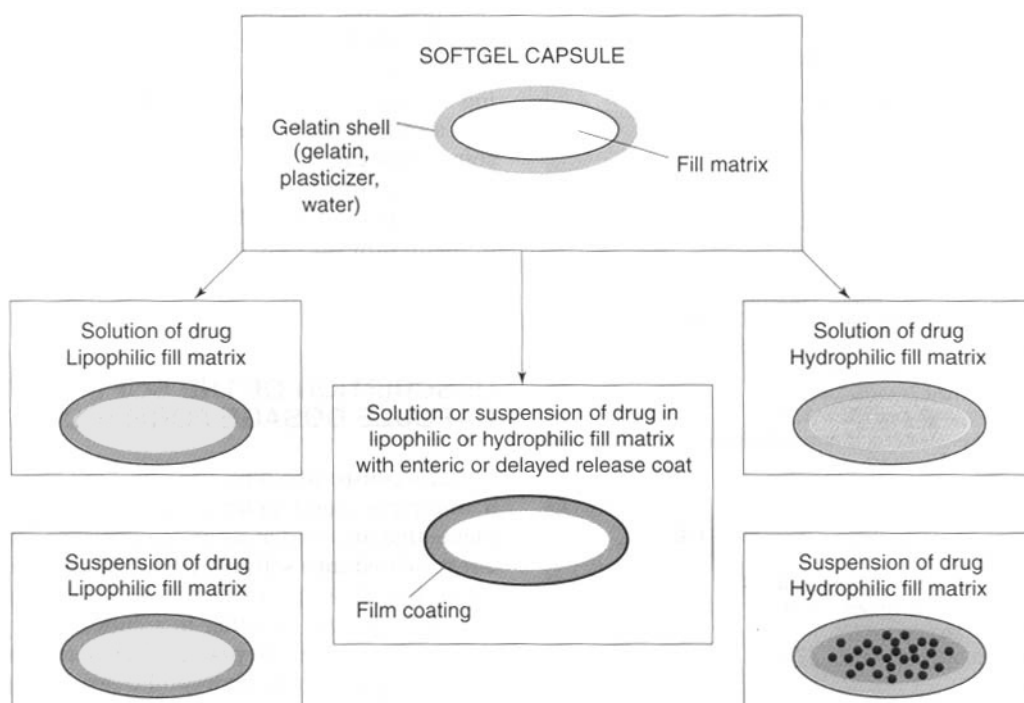 SOFTGEL CAPSULE
Gelatin shell
(gelatin,
plasticizer,
water)
Fill matrix
Solution of drug
Lipophilic fill matrix
Solution or suspension of drug in
lipophilic or hydrophilic fill matrix
with enteric or delayed release coat
Film coating
Solution of drug
Hydrophilic fill matrix
Suspension of drug
Lipophilic fill matrix
Suspension of drug
Hydrophilic fill matrix